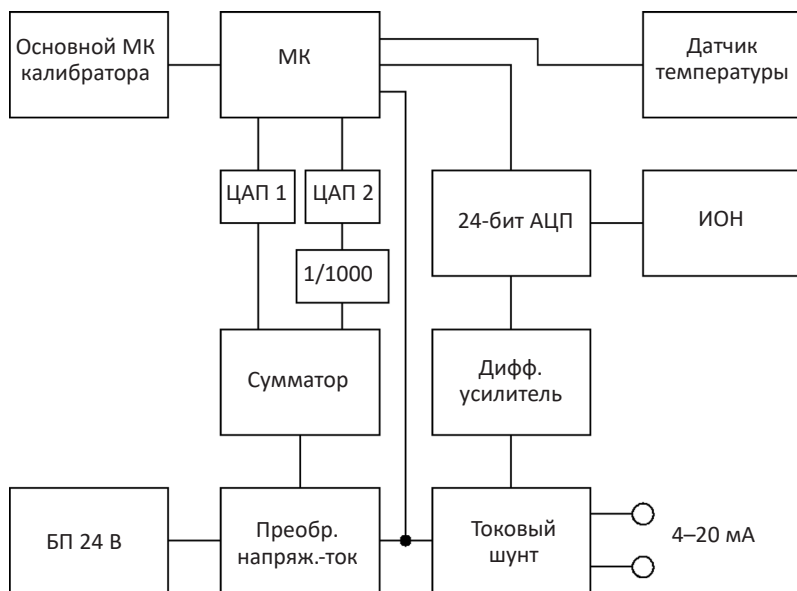 Основной МК
калибратора
МК
Датчик
температуры
ЦАП 1
ЦАП 2
24-бит АЦП
ИОН
1/1000
Сумматор
Дифф.
усилитель
БП 24 В
Преобр.
напряж.-ток
Токовый
шунт
4–20 мА